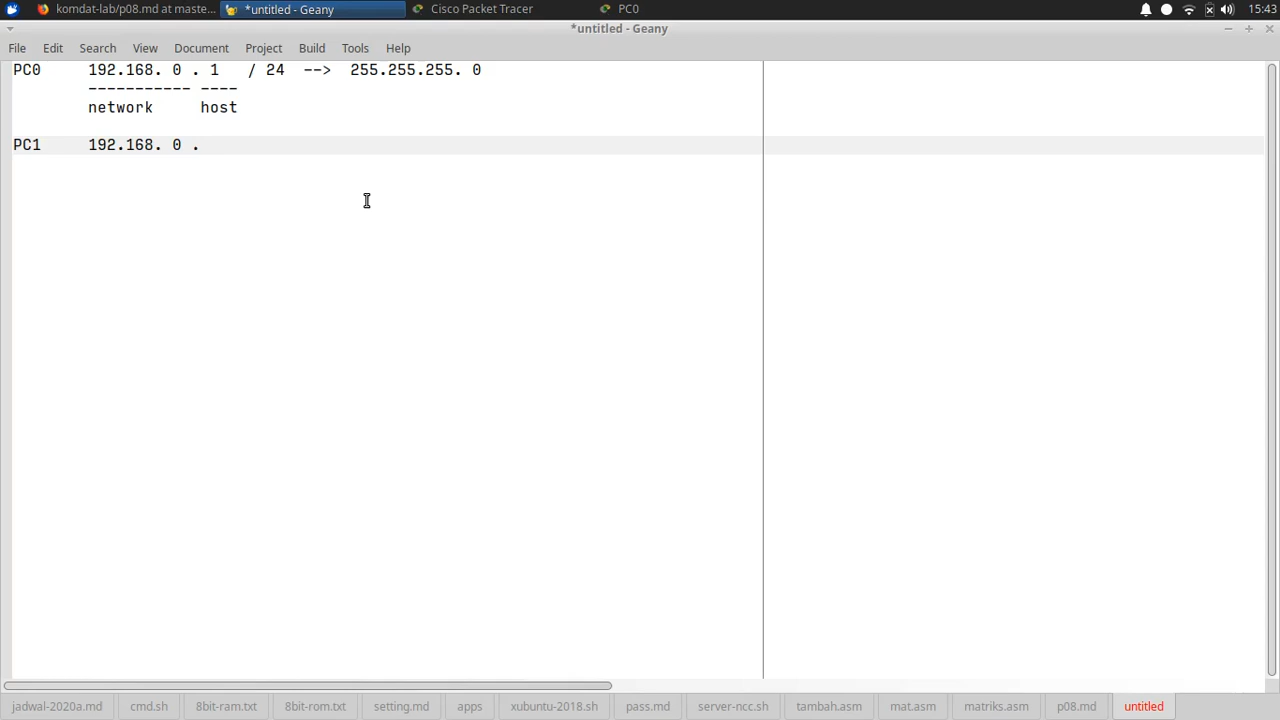 komdat-lab/p08.md at maste... *untitled - Geany Cisco Packet Tracer PC0 15:43
*untitled - Geany
File Edit Search View Document Project Build Tools Help
PC0 192.168. 0 . 1 / 24 --> 255.255.255. 0
----------- ----
network host
PC1 192.168. 0 .
jadwal-2020a.md cmd.sh 8bit-ram.txt 8bit-rom.txt setting.md apps xubuntu-2018.sh pass.md server-ncc.sh tambah.asm mat.asm matriks.asm p08.md untitled